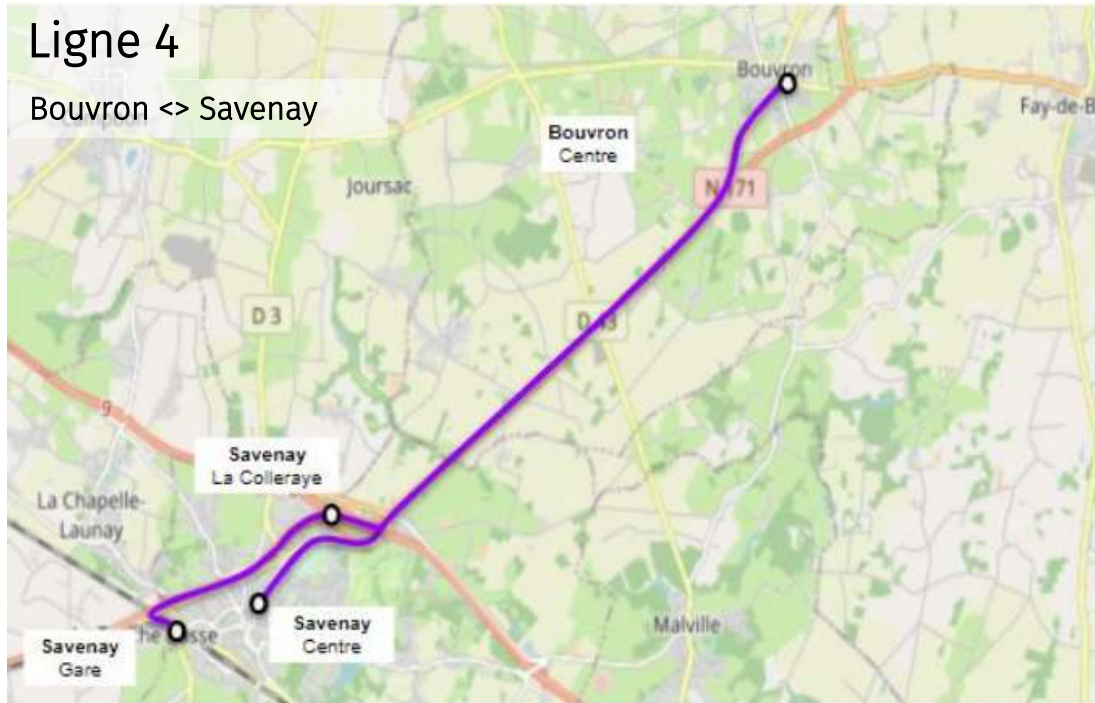 Ligne 4
Bouvron <> Savenay
Bouvron
Fay-de-B
Bouvron
Centre
Joursac
N 171
D 3
D 43
9
Savenay
La Colleraye
La Chapelle-
Launay
Savenay
Centre
Malville
Savenay
Gare